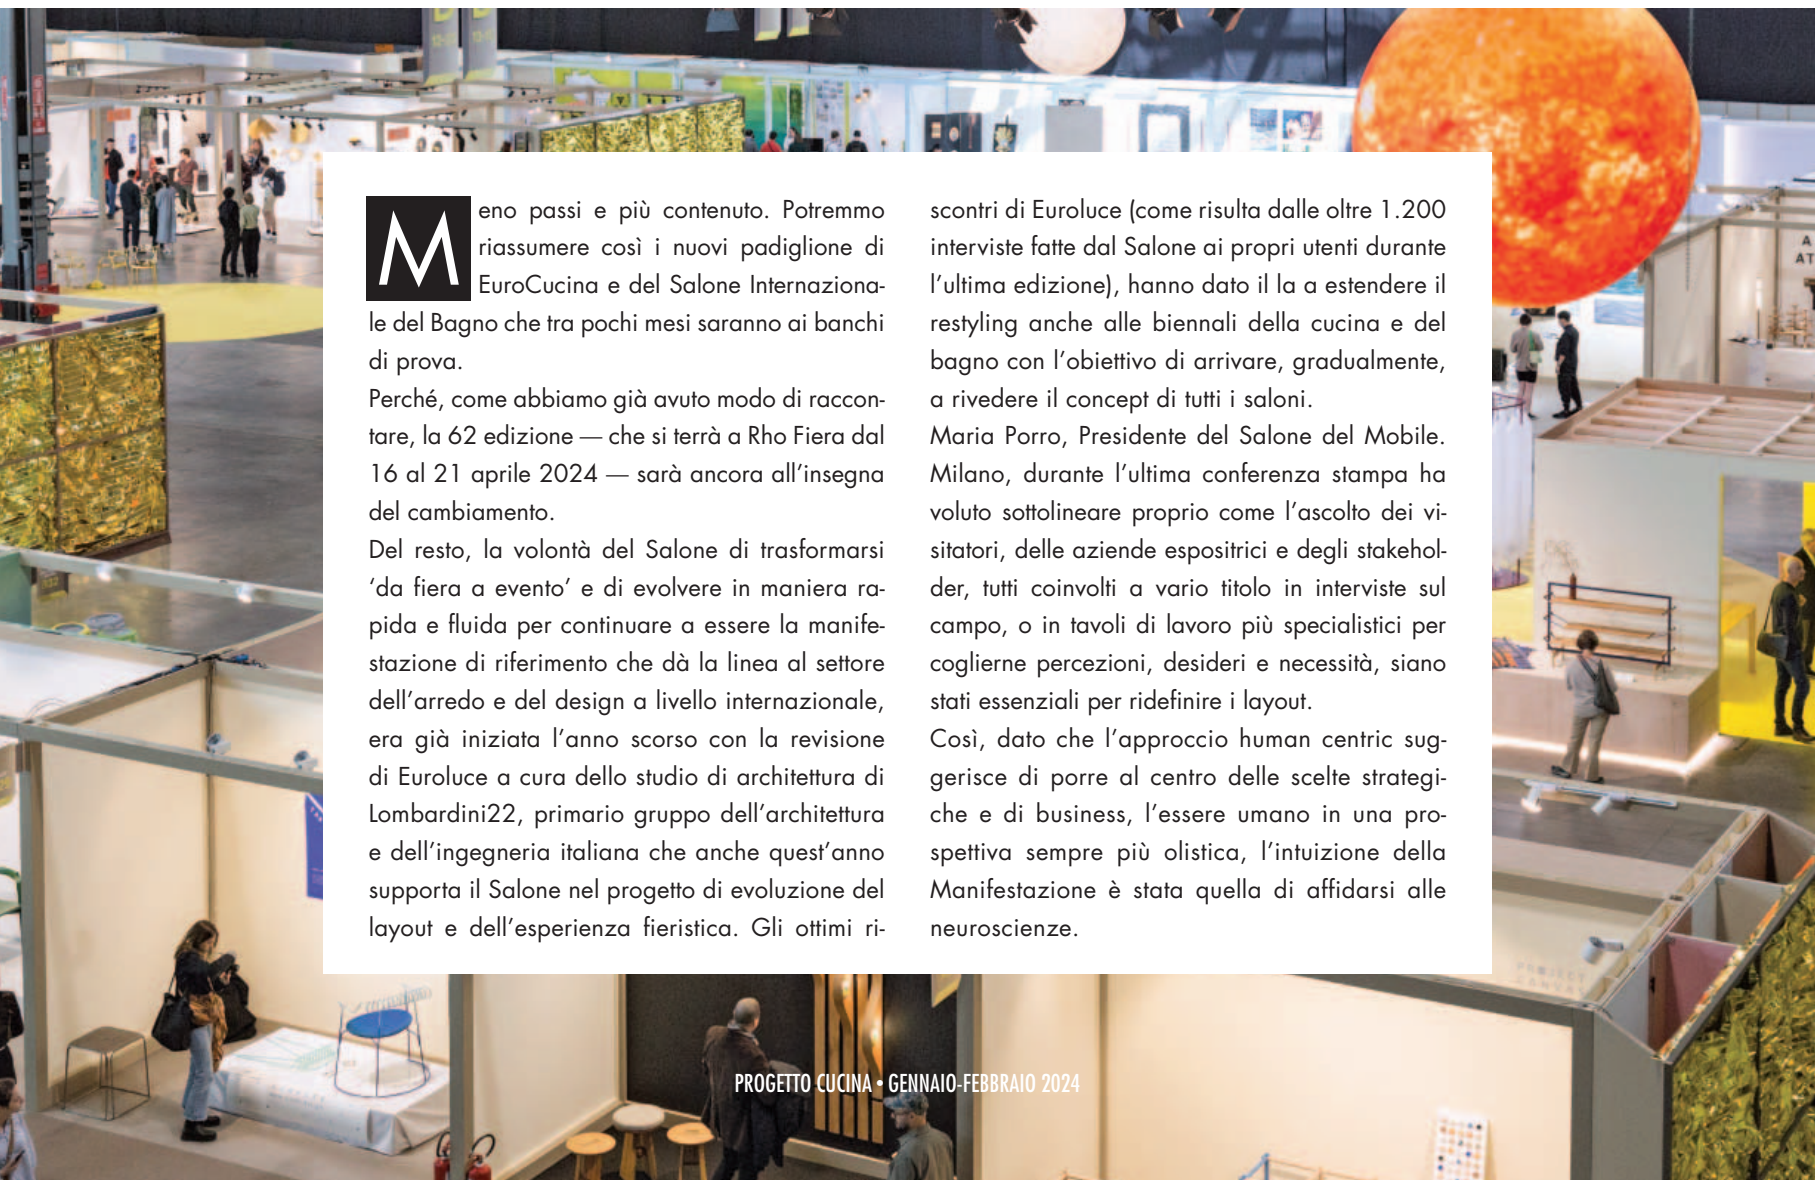 Meno passi e più contenuto. Potremmo
riassumere così i nuovi padiglione di
EuroCucina e del Salone Internaziona-
le del Bagno che tra pochi mesi saranno ai banchi
di prova.
Perché, come abbiamo già avuto modo di raccon-
tare, la 62 edizione — che si terrà a Rho Fiera dal
16 al 21 aprile 2024 — sarà ancora all’insegna
del cambiamento.
Del resto, la volontà del Salone di trasformarsi
‘da fiera a evento’ e di evolvere in maniera ra-
pida e fluida per continuare a essere la manife-
stazione di riferimento che dà la linea al settore
dell’arredo e del design a livello internazionale,
era già iniziata l’anno scorso con la revisione
di Euroluce a cura dello studio di architettura di
Lombardini22, primario gruppo dell’architettura
e dell’ingegneria italiana che anche quest’anno
supporta il Salone nel progetto di evoluzione del
layout e dell’esperienza fieristica. Gli ottimi ri-
scontri di Euroluce (come risulta dalle oltre 1.200
interviste fatte dal Salone ai propri utenti durante
l’ultima edizione), hanno dato il la a estendere il
restyling anche alle biennali della cucina e del
bagno con l’obiettivo di arrivare, gradualmente,
a rivedere il concept di tutti i saloni.
Maria Porro, Presidente del Salone del Mobile.
Milano, durante l’ultima conferenza stampa ha
voluto sottolineare proprio come l’ascolto dei vi-
sitatori, delle aziende espositrici e degli stakehol-
der, tutti coinvolti a vario titolo in interviste sul
campo, o in tavoli di lavoro più specialistici per
coglierne percezioni, desideri e necessità, siano
stati essenziali per ridefinire i layout.
Così, dato che l’approccio human centric sug-
gerisce di porre al centro delle scelte strategi-
che e di business, l’essere umano in una pro-
spettiva sempre più olistica, l’intuizione della
Manifestazione è stata quella di affidarsi alle
neuroscienze.
PROJECT
CANVAS
PROGETTO CUCINA • GENNAIO-FEBBRAIO 2024